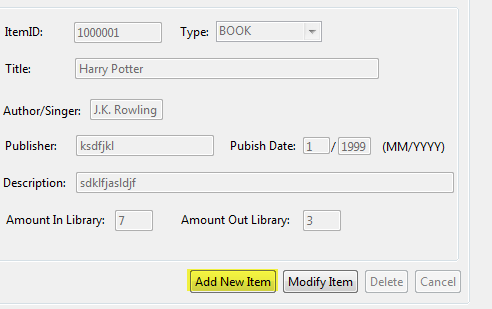 ItemID: 1000001 Type: BOOK
Title: Harry Potter
Author/Singer: J.K. Rowling
Publisher: ksdfjkl Pubish Date: 1 / 1999 (MM/YYYY)
Description: sdklfjasldjf
Amount In Library: 7 Amount Out Library: 3
Add New Item Modify Item Delete Cancel